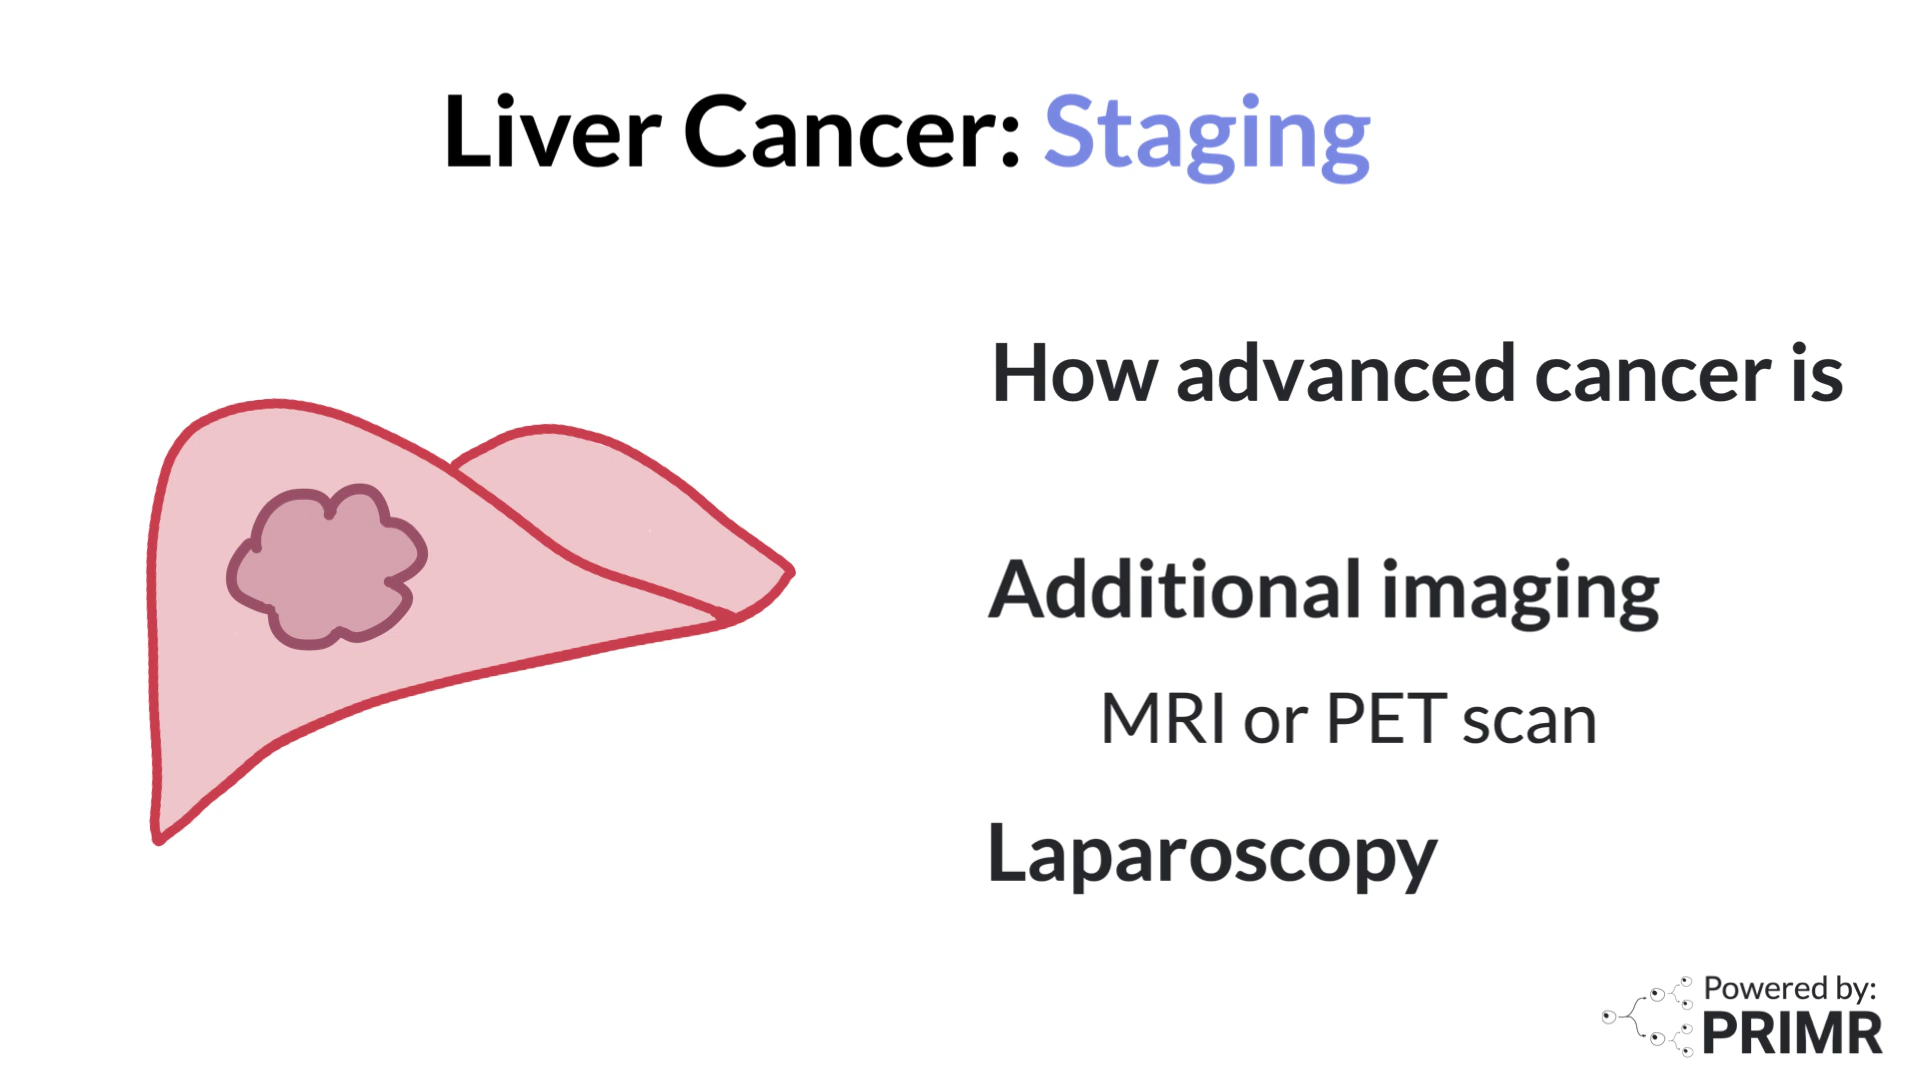 Liver Cancer: Staging
How advanced cancer is
Additional imaging
MRI or PET scan
Laparoscopy
Powered by:
PRIMR